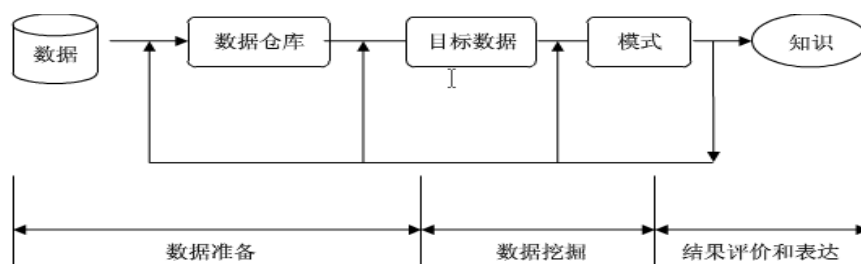 数据
数据仓库
目标数据
模式
知识
数据准备
数据挖掘
结果评价和表达